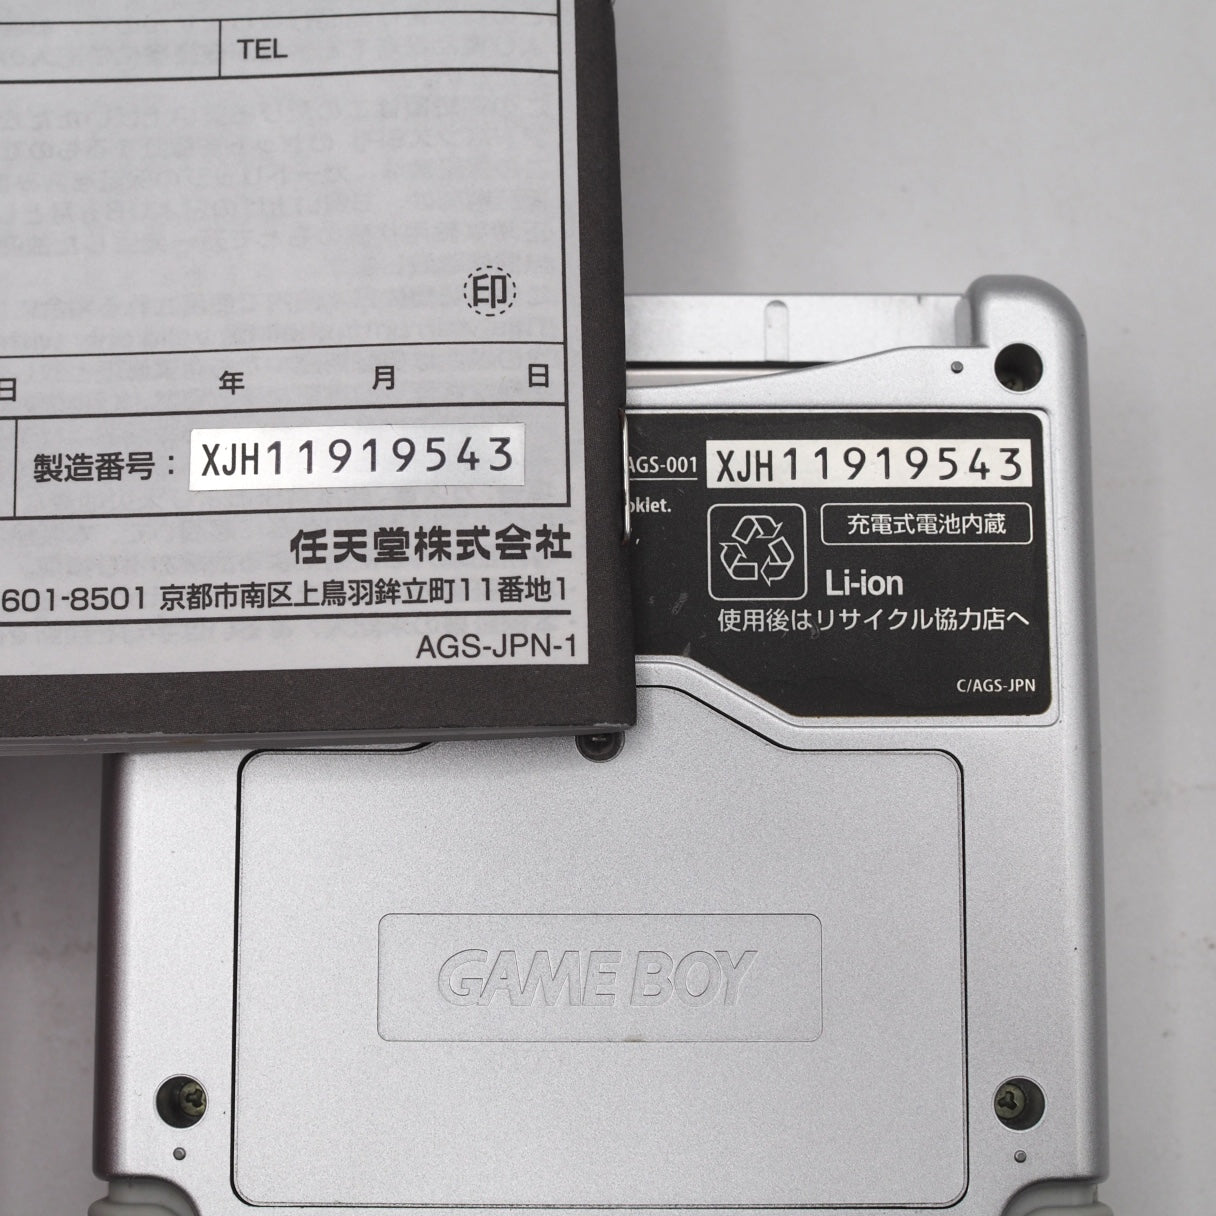 TEL
印
日 年 月 日
製造番号: XJH11919543
任天堂株式会社
601-8501 京都市南区上鳥羽鉾立町11番地1
AGS-JPN-1
AGS-001 XJH11919543
oklet.
充電式電池内蔵
Li-ion
使用後はリサイクル協力店へ
C/AGS-JPN
GAME BOY